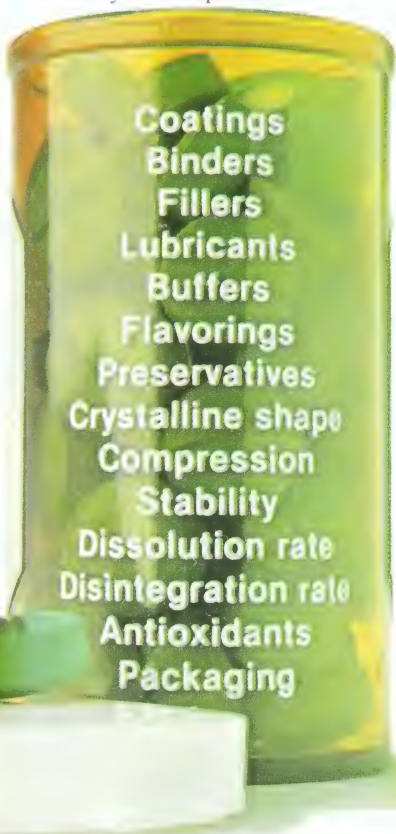 Coatings
Binders
Fillers
Lubricants
Buffers
Flavorings
Preservatives
Crystalline shape
Compression
Stability
Dissolution rate
Disintegration rate
Antioxidants
Packaging